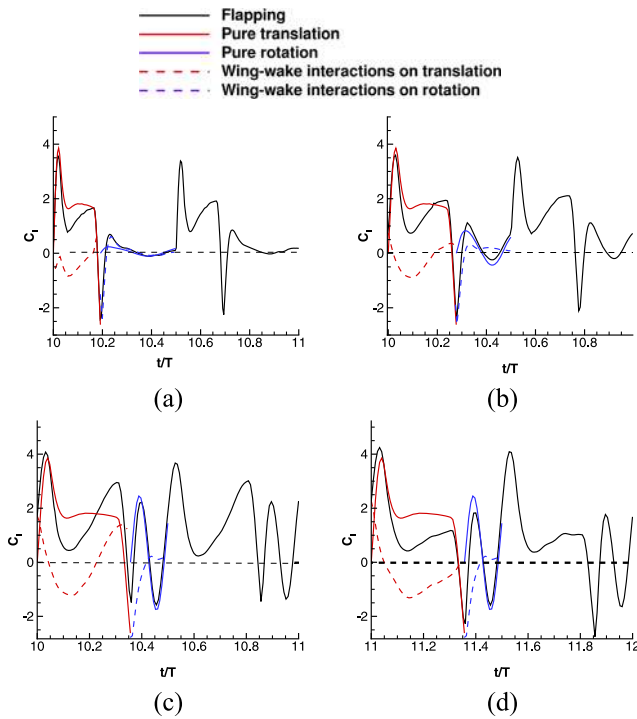 Flapping
Pure translation
Pure rotation
Wing-wake interactions on translation
Wing-wake interactions on rotation
4
2
0
-2
C_l
10 10.2 10.4 10.6 10.8 11
t/T
(a)
4
2
0
-2
C_l
10 10.2 10.4 10.6 10.8
t/T
(b)
4
2
0
-2
C_l
10 10.2 10.4 10.6 10.8 11
t/T
(c)
4
2
0
-2
C_l
11 11.2 11.4 11.6 11.8 12
t/T
(d)